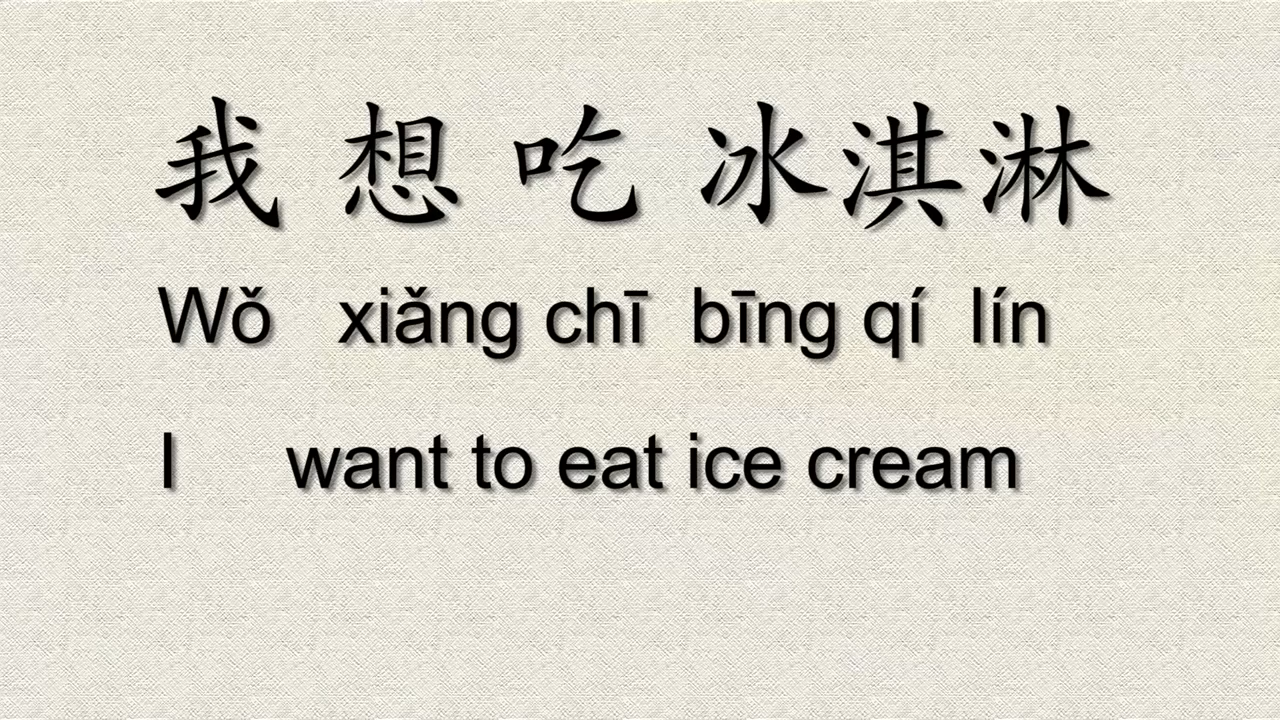 我 想 吃 冰淇淋
Wǒ xiǎng chī bīng qí lín
I want to eat ice cream